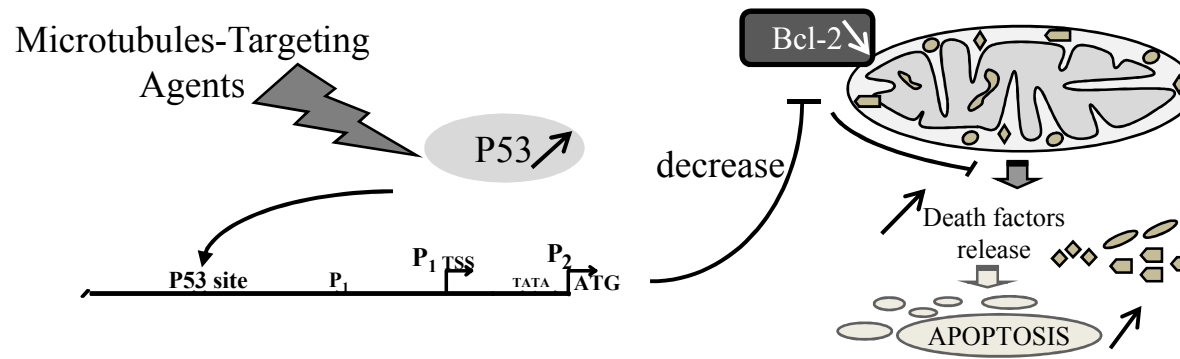 Microtubules-Targeting
Agents
P53
P53 site
P1
P1 TSS
TATA
P2
ATG
decrease
Bcl-2
Death factors
release
APOPTOSIS